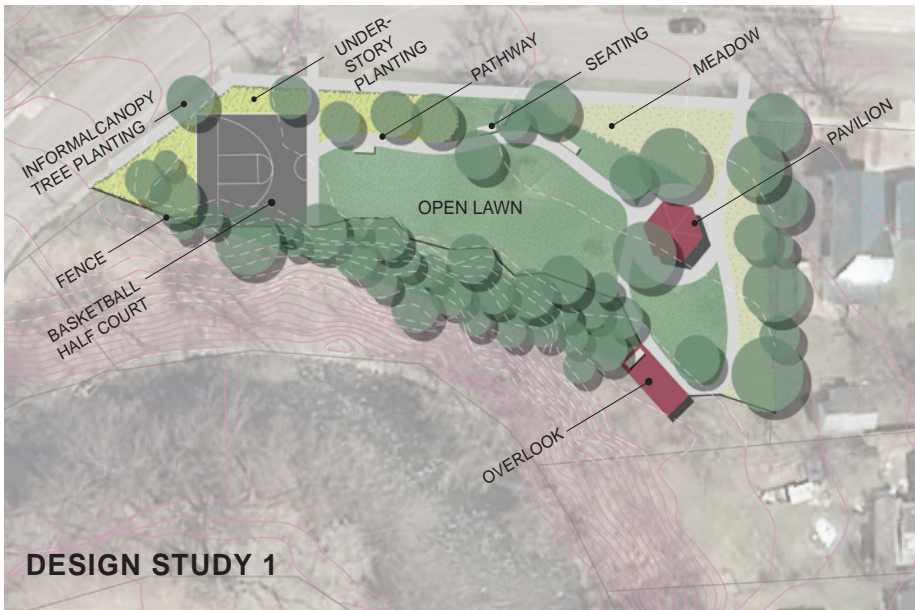 UNDER-
STORY
PLANTING
PATHWAY
SEATING
MEADOW
PAVILION
INFORMALCANOPY
TREE PLANTING
OPEN LAWN
FENCE
BASKETBALL
HALF COURT
OVERLOOK
DESIGN STUDY 1